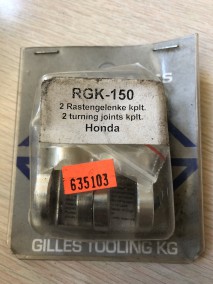 RGK-150
2 Rastengelenke kplt.
2 turning joints kplt.
Honda
635103
GILLES TOOLING KG